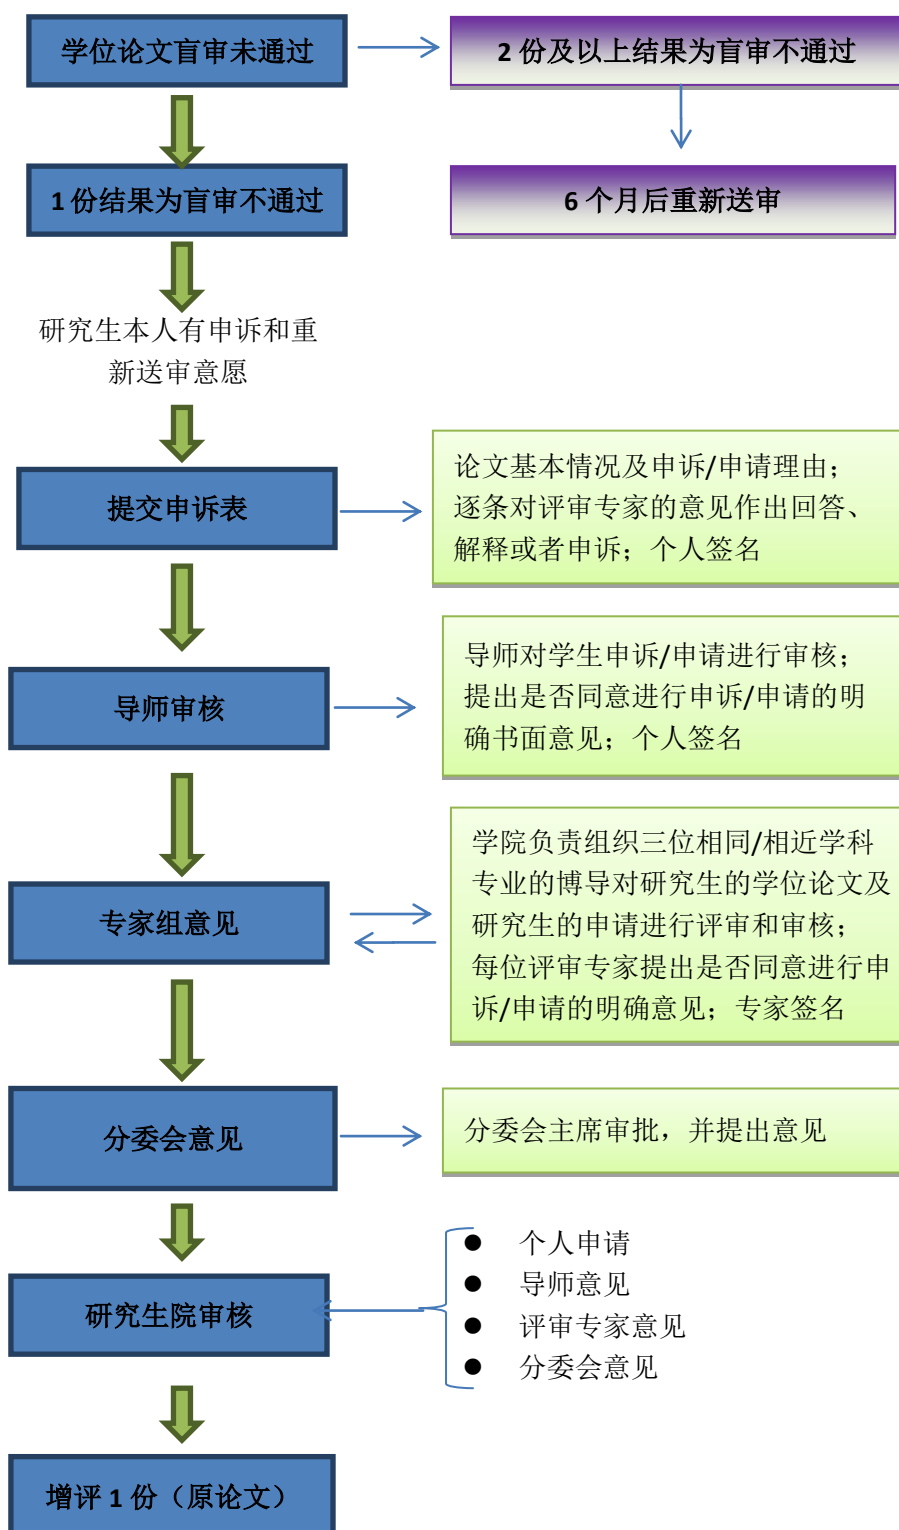 学位论文盲审未通过
2 份及以上结果为盲审不通过
1 份结果为盲审不通过
6 个月后重新送审
研究生本人有申诉和重
新送审意愿
提交申诉表
论文基本情况及申诉/申请理由;
逐条对评审专家的意见作出回答、
解释或者申诉;个人签名
导师审核
导师对学生申诉/申请进行审核;
提出是否同意进行申诉/申请的明
确书面意见;个人签名
专家组意见
学院负责组织三位相同/相近学科
专业的博导对研究生的学位论文及
研究生的申请进行评审和审核;
每位评审专家提出是否同意进行申
诉/申请的明确意见;专家签名
分委会意见
分委会主席审批，并提出意见
研究生院审核
● 个人申请
● 导师意见
● 评审专家意见
● 分委会意见
增评 1 份（原论文）